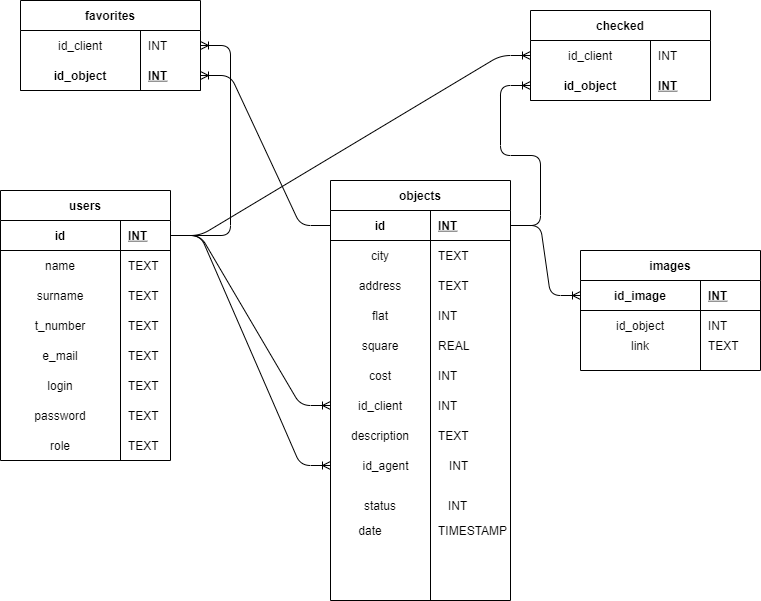 favorites
id_client INT
id_object INT
checked
id_client INT
id_object INT
users
id INT
name TEXT
surname TEXT
t_number TEXT
e_mail TEXT
login TEXT
password TEXT
role TEXT
objects
id INT
city TEXT
address TEXT
flat INT
square REAL
cost INT
id_client INT
description TEXT
id_agent INT
status INT
date TIMESTAMP
images
id_image INT
id_object INT
link TEXT